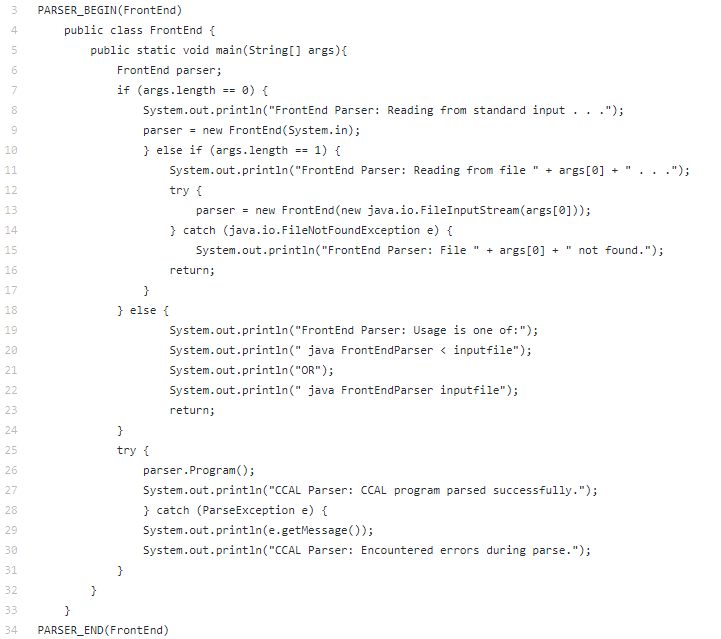 3 PARSER_BEGIN(FrontEnd)
4 public class FrontEnd {
5 public static void main(String[] args){
6 FrontEnd parser;
7 if (args.length == 0) {
8 System.out.println("FrontEnd Parser: Reading from standard input . . .");
9 parser = new FrontEnd(System.in);
10 } else if (args.length == 1) {
11 System.out.println("FrontEnd Parser: Reading from file " + args[0] + " . . .");
12 try {
13 parser = new FrontEnd(new java.io.FileInputStream(args[0]));
14 } catch (java.io.FileNotFoundException e) {
15 System.out.println("FrontEnd Parser: File " + args[0] + " not found.");
16 return;
17 }
18 } else {
19 System.out.println("FrontEnd Parser: Usage is one of:");
20 System.out.println(" java FrontEndParser < inputfile");
21 System.out.println("OR");
22 System.out.println(" java FrontEndParser inputfile");
23 return;
24 }
25 try {
26 parser.Program();
27 System.out.println("CCAL Parser: CCAL program parsed successfully.");
28 } catch (ParseException e) {
29 System.out.println(e.getMessage());
30 System.out.println("CCAL Parser: Encountered errors during parse.");
31 }
32 }
33 }
34 PARSER_END(FrontEnd)